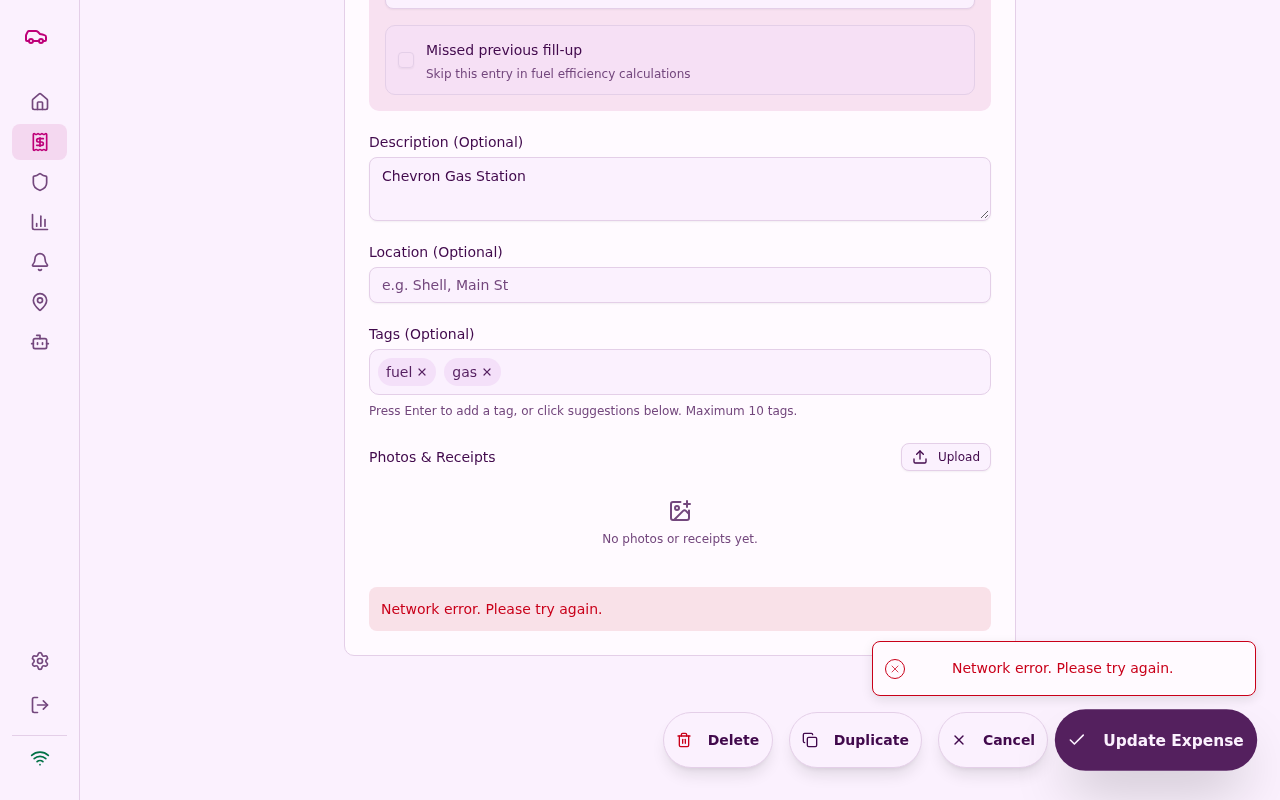 Missed previous fill-up
Skip this entry in fuel efficiency calculations
Description (Optional)
Chevron Gas Station
Location (Optional)
e.g. Shell, Main St
Tags (Optional)
fuel ✕ gas ✕
Press Enter to add a tag, or click suggestions below. Maximum 10 tags.
Photos & Receipts
Upload
No photos or receipts yet.
Network error. Please try again.
Network error. Please try again.
Delete Duplicate Cancel Update Expense